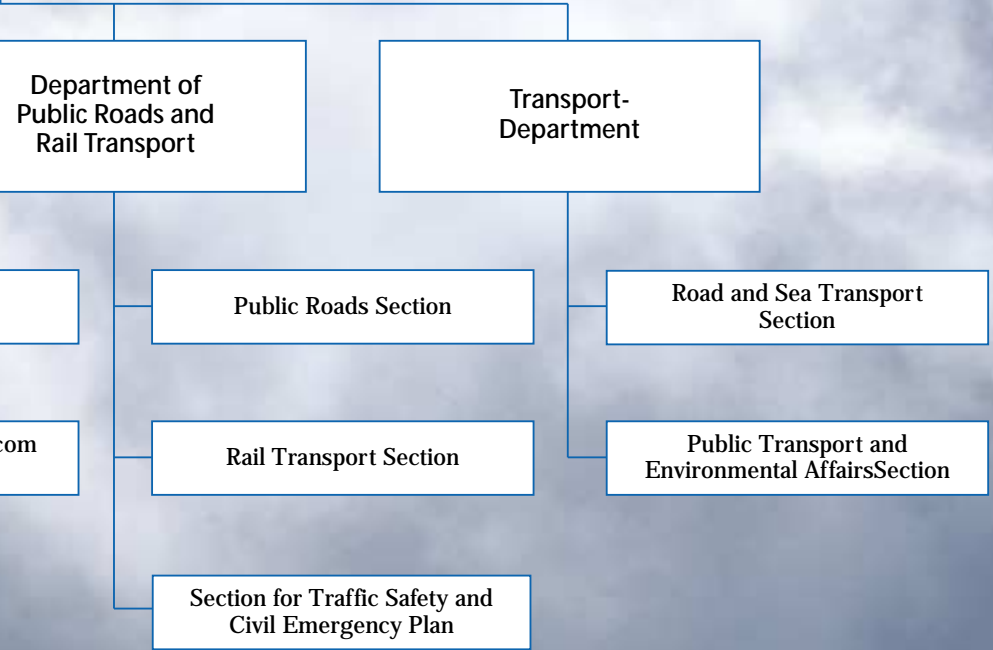 Department of
Public Roads and
Rail Transport
Transport-
Department
Public Roads Section
Road and Sea Transport
Section
com
Rail Transport Section
Public Transport and
Environmental AffairsSection
Section for Traffic Safety and
Civil Emergency Plan